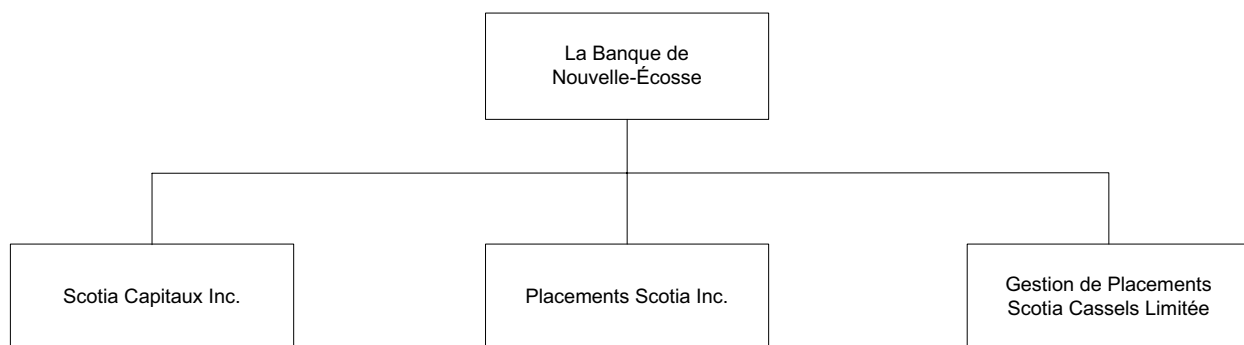 La Banque de
Nouvelle-Écosse
Scotia Capitaux Inc.
Placements Scotia Inc.
Gestion de Placements
Scotia Cassels Limitée